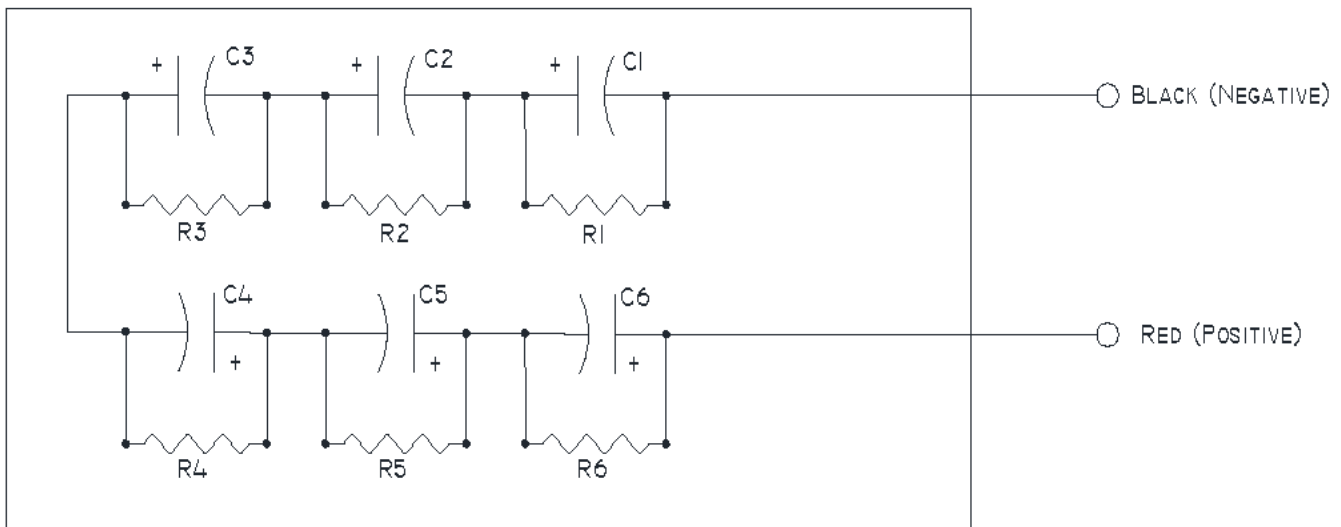 + C3 + C2 + C1
BLACK (NEGATIVE)
R3 R2 R1
C4 C5 C6
RED (POSITIVE)
+ + +
R4 R5 R6